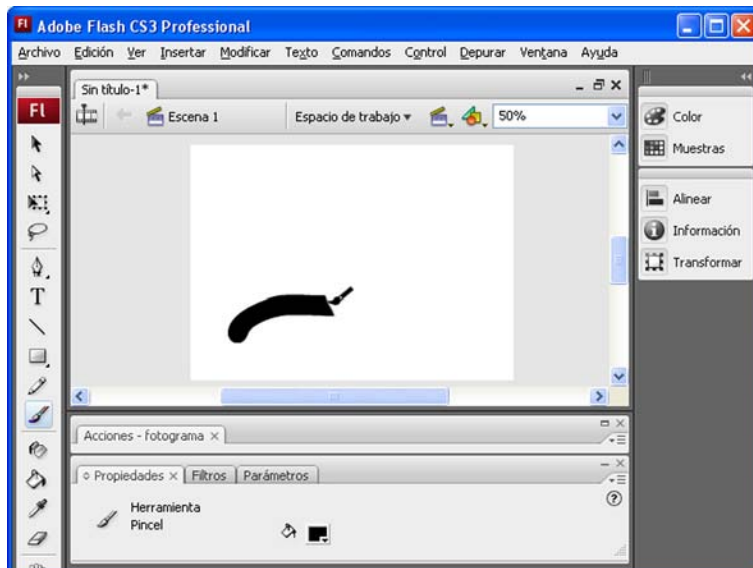 Adobe Flash CS3 Professional
Archivo Edición Ver Insertar Modificar Texto Comandos Control Depurar Ventana Ayuda
Sin título-1*
Escena 1 Espacio de trabajo 50%
Fl
Color
Muestras
Alinear
Información
Transformar
T
Acciones - fotograma
Propiedades Filtros Parámetros
Herramienta
Pincel